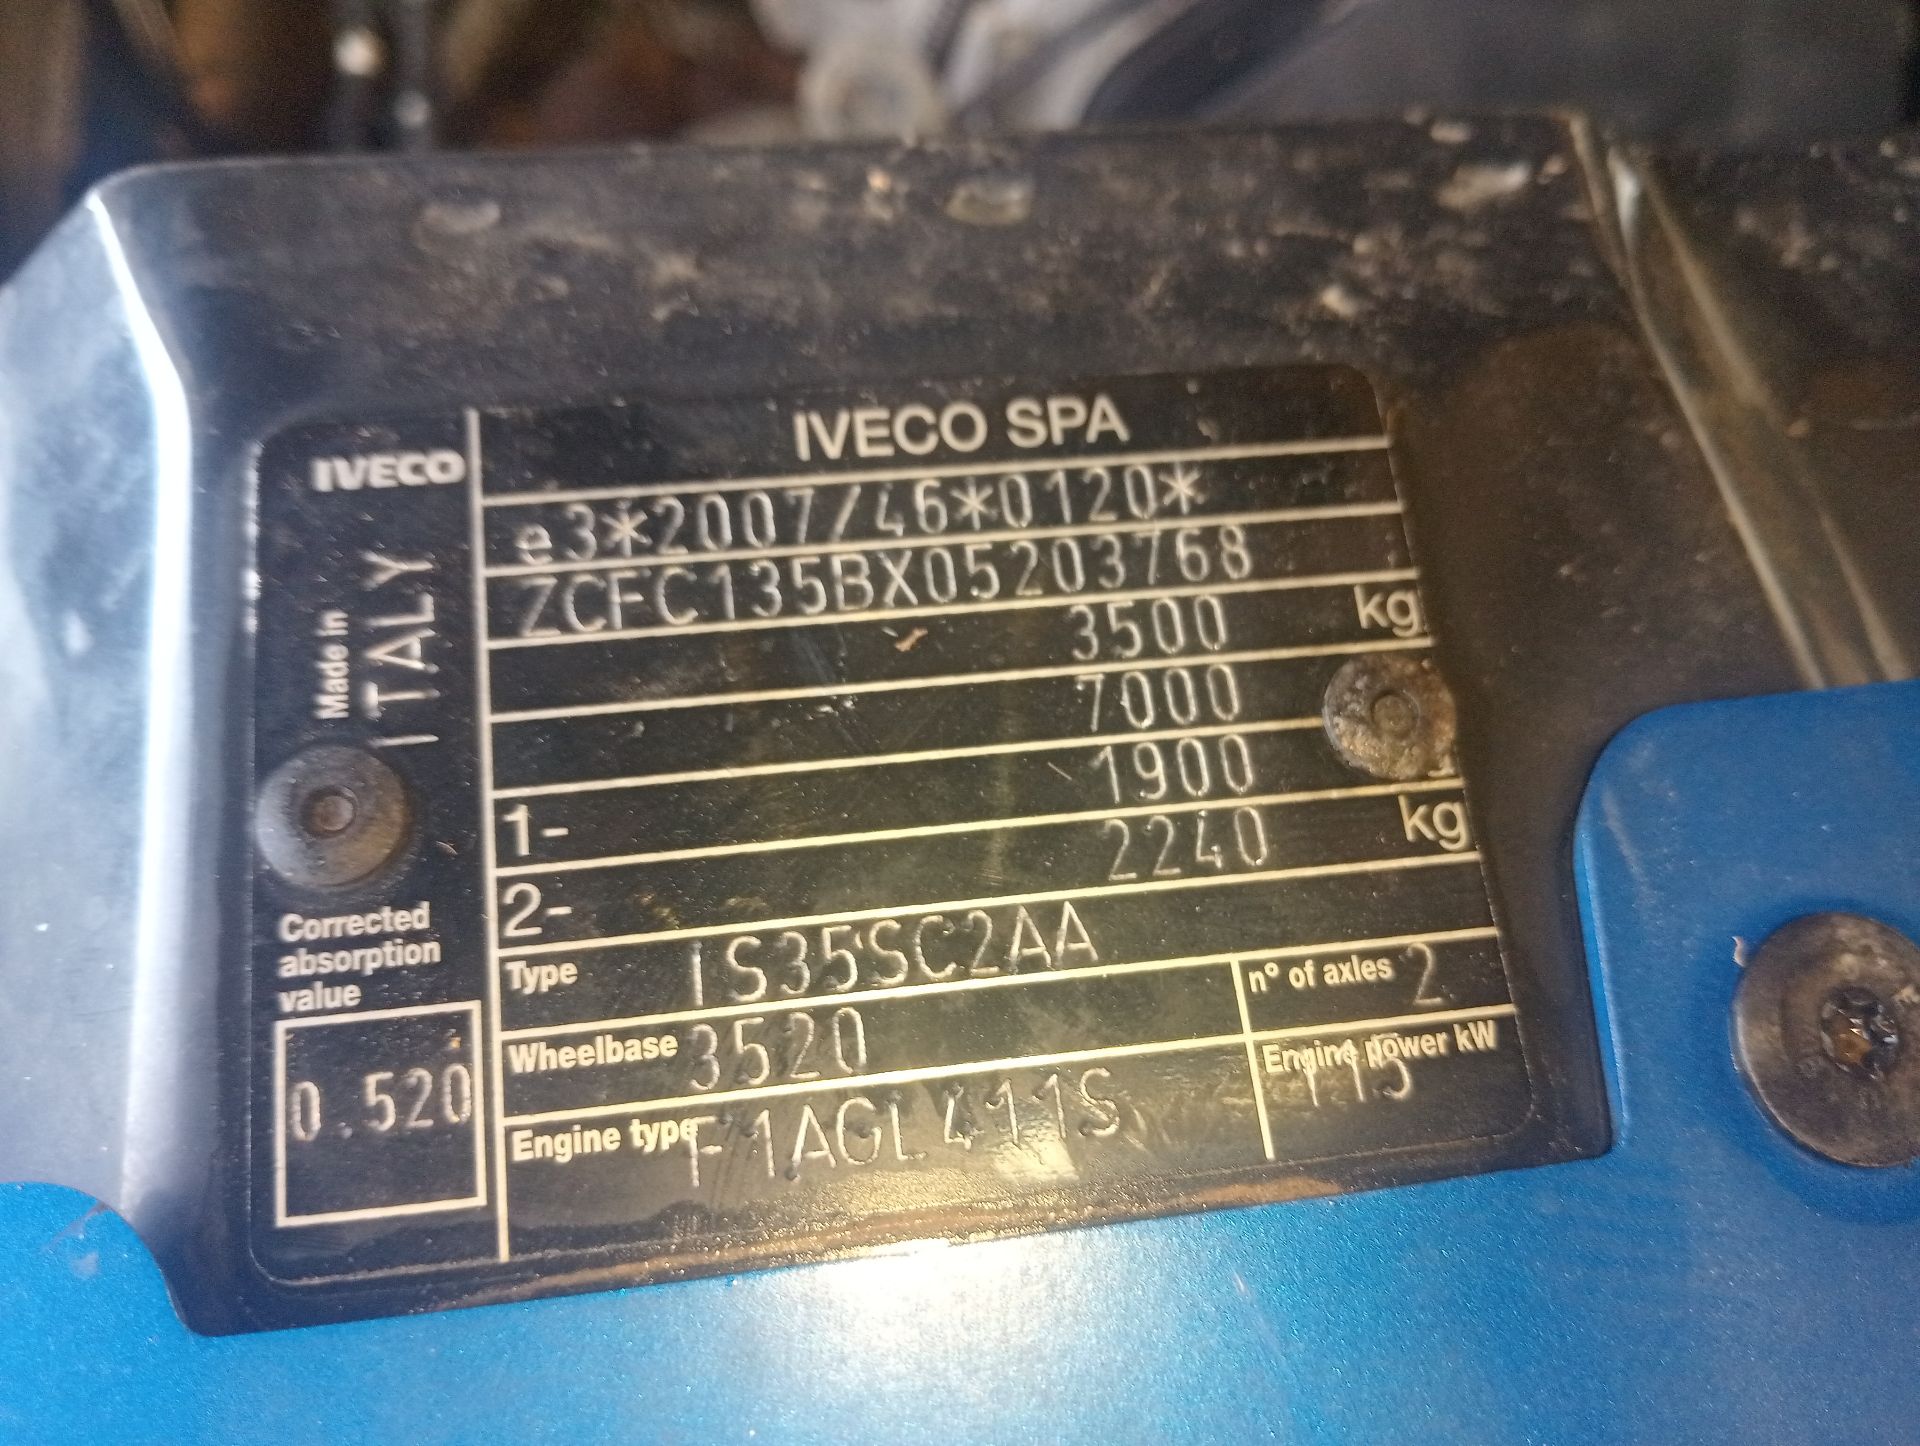 IVECO SPA
IVECO
Made in
ITALY
e3*2007/46*0120*
ZCFC135BX05203768
3500 kg
7000
1- 1900
2- 2240 kg
Type IS35SC2AA
Wheelbase 3520
n° of axles 2
Engine type F1AGL411S
Engine power kW 115
Corrected
absorption
value
0.520